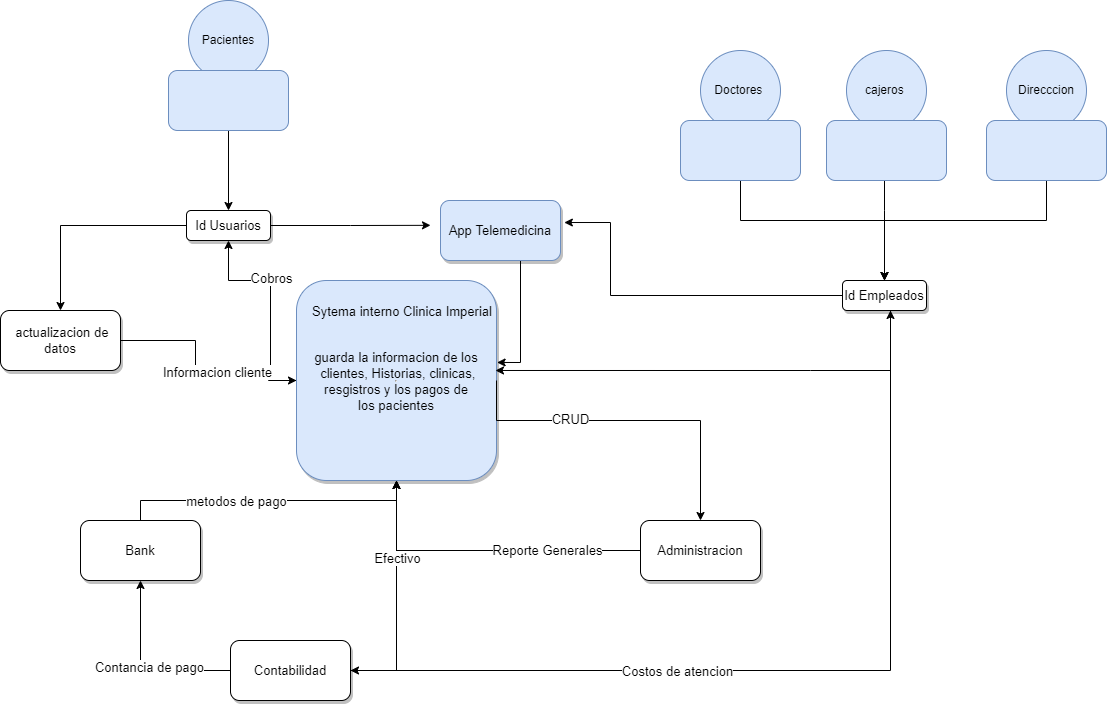 Pacientes
Doctores
cajeros
Direcccion
Id Usuarios
App Telemedicina
Cobros
Id Empleados
Sytema interno Clinica Imperial
actualizacion de
datos
guarda la informacion de los
clientes, Historias, clinicas,
resgistros y los pagos de
los pacientes
Informacion cliente
CRUD
metodos de pago
Bank
Efectivo
Reporte Generales
Administracion
Contancia de pago
Contabilidad
Costos de atencion